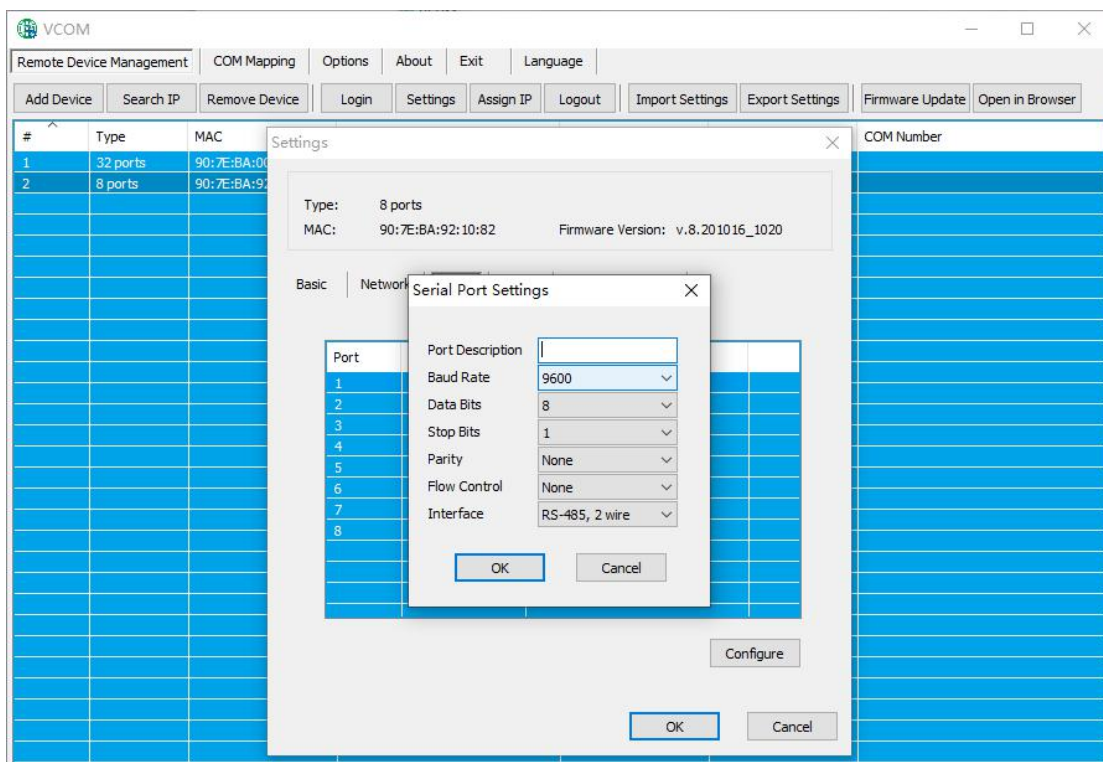 VCOM
Remote Device Management COM Mapping Options About Exit Language
Add Device Search IP Remove Device Login Settings Assign IP Logout Import Settings Export Settings Firmware Update Open in Browser
# Type MAC COM Number
1 32 ports 90:7E:BA:00
2 8 ports 90:7E:BA:92
Settings
Type: 8 ports
MAC: 90:7E:BA:92:10:82 Firmware Version: v.8.201016_1020
Basic Network
Serial Port Settings
Port
1
2
3
4
5
6
7
8
Port Description
Baud Rate 9600
Data Bits 8
Stop Bits 1
Parity None
Flow Control None
Interface RS-485, 2 wire
OK Cancel
Configure
OK Cancel